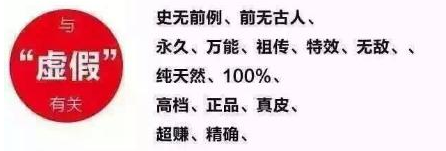 与
“虚假”
有关
史无前例、前无古人、
永久、万能、祖传、特效、无敌、、
纯天然、100%、
高档、正品、真皮、
超赚、精确、